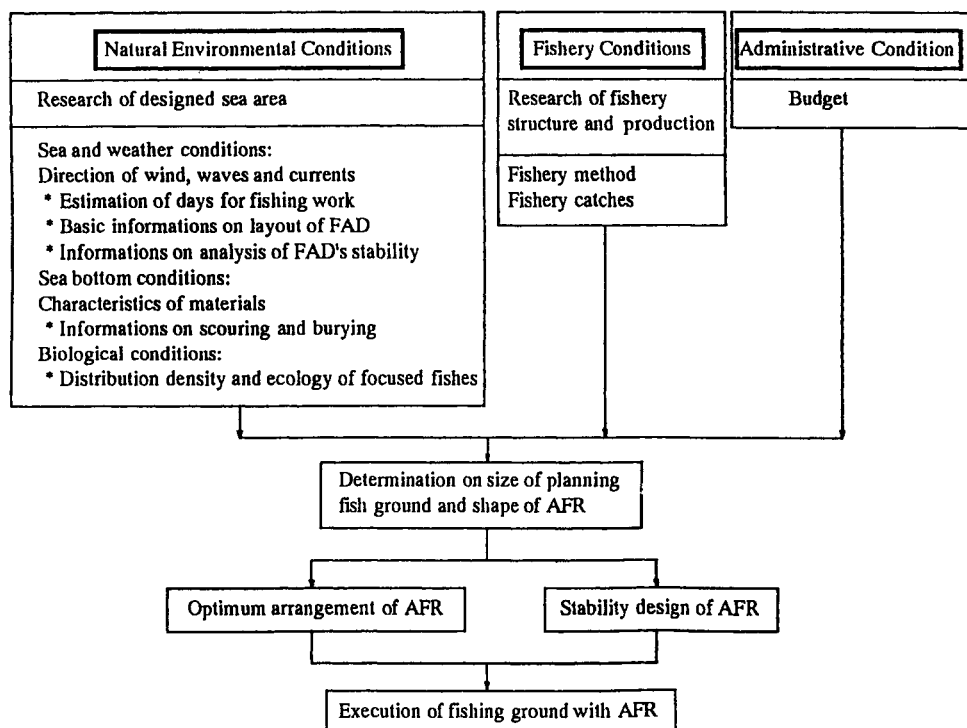 Natural Environmental Conditions
Research of designed sea area
Sea and weather conditions:
Direction of wind, waves and currents
* Estimation of days for fishing work
* Basic informations on layout of FAD
* Informations on analysis of FAD's stability
Sea bottom conditions:
Characteristics of materials
* Informations on scouring and burying
Biological conditions:
* Distribution density and ecology of focused fishes
Fishery Conditions
Research of fishery
structure and production
Fishery method
Fishery catches
Administrative Condition
Budget
Determination on size of planning
fish ground and shape of AFR
Optimum arrangement of AFR
Stability design of AFR
Execution of fishing ground with AFR